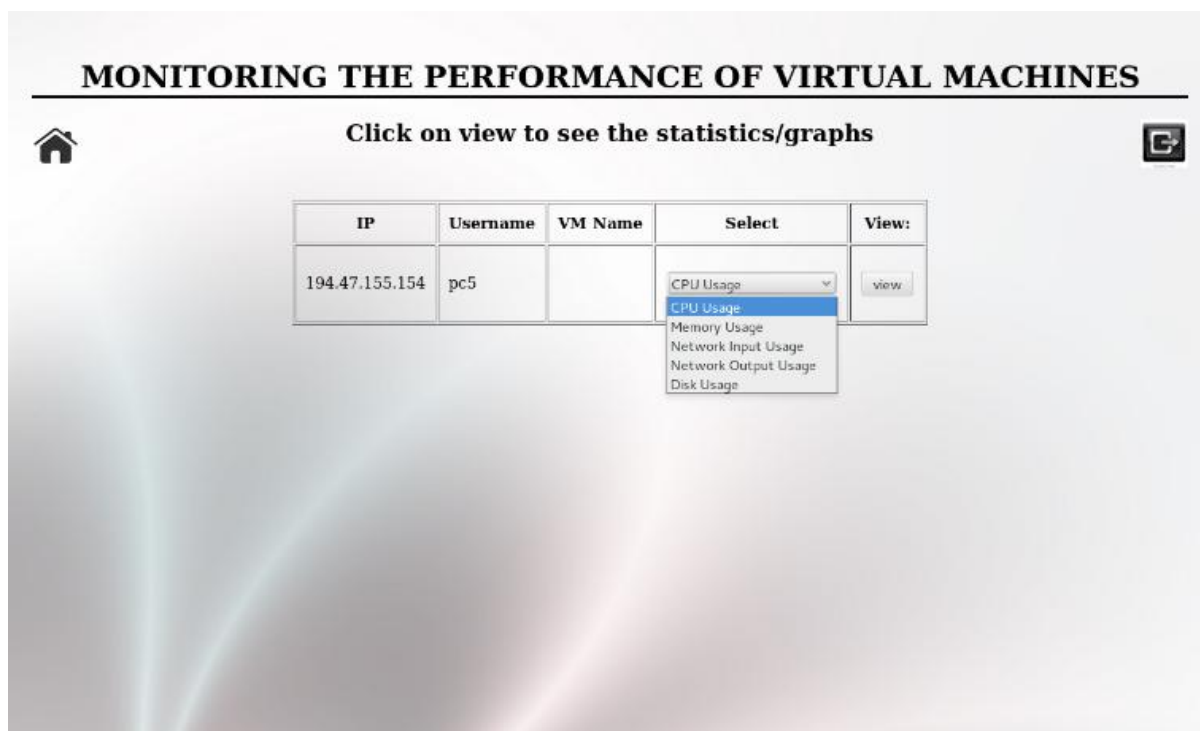 MONITORING THE PERFORMANCE OF VIRTUAL MACHINES
Click on view to see the statistics/graphs
IP Username VM Name Select View:
194.47.155.154 pc5 CPU Usage view
CPU Usage
Memory Usage
Network Input Usage
Network Output Usage
Disk Usage